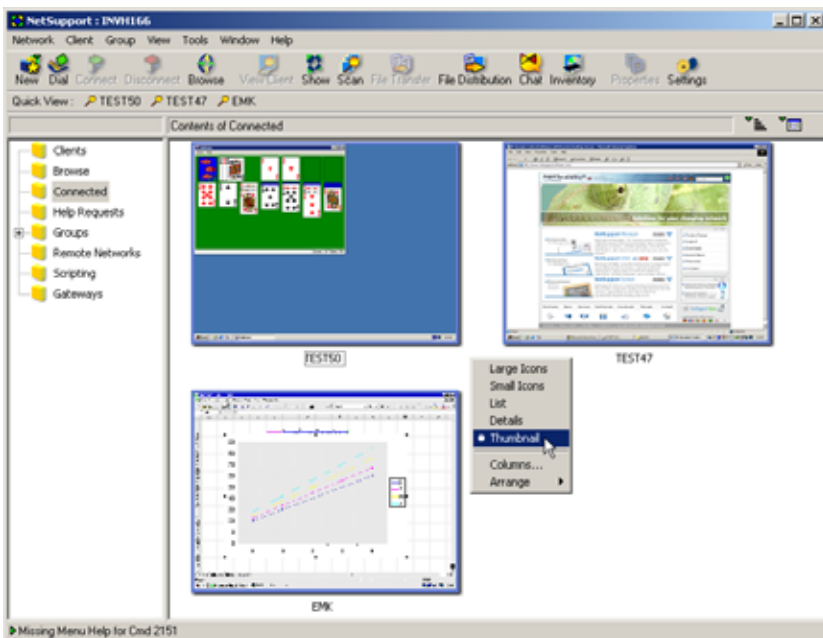 NetSupport : INVH166
Network Client Group View Tools Window Help
New Dial Connect Disconnect Browse View Client Show Scan File Transfer File Distribution Chat Inventory Properties Settings
Quick View : TEST50 TEST47 EMK
Contents of Connected
Clients
Browse
Connected
Help Requests
Groups
Remote Networks
Scripting
Gateways
TEST50
TEST47
Large Icons
Small Icons
List
Details
Thumbnail
Columns...
Arrange
EMK
Missing Menu Help for Cmd 2151